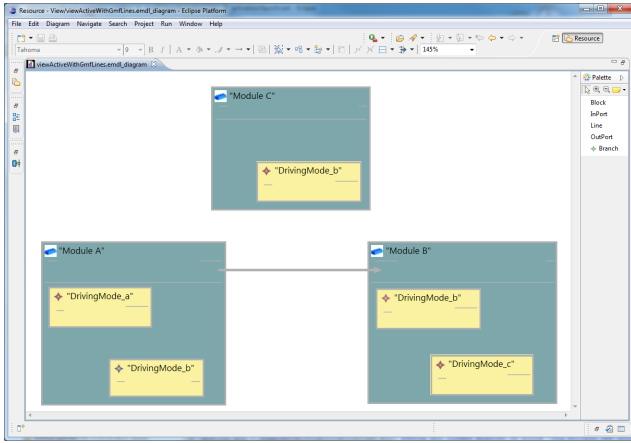 Resource - View/viewActiveWithGmfLines.emdl_diagram - Eclipse Platform
File Edit Diagram Navigate Search Project Run Window Help
Resource
Tahoma 9 B I A 145%
viewActiveWithGmfLines.emdl_diagram
Palette
Block
InPort
Line
OutPort
Branch
"Module C"
"DrivingMode_b"
"Module A"
"Module B"
"DrivingMode_a"
"DrivingMode_b"
"DrivingMode_b"
"DrivingMode_c"